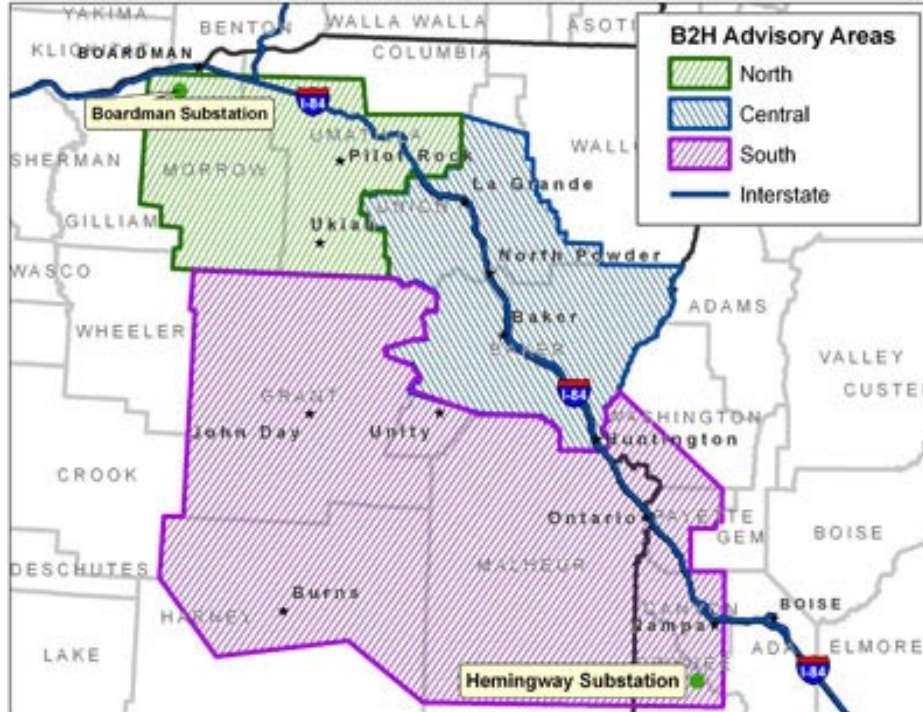 YAKIMA
BENTON
WALLA WALLA
ASOTI
KLICKITAT
BOARDMAN
COLUMBIA
B2H Advisory Areas
North
Central
South
Interstate
Boardman Substation
I-84
UMATILLA
WALLO
SHERMAN
MORROW
Pilot Rock
La Grande
UNION
GILLIAM
Ukiah
WASCO
North Powder
ADAMS
WHEELER
Baker
BAKER
VALLEY
CUSTE
I-84
GRANT
WASHINGTON
John Day
Unity
Huntington
CROOK
Ontario
PAYETTE
GEM
BOISE
DESCHUTES
MALHEUR
Burns
HARNEY
CANYON
BOISE
Nampa
ADA
ELMORE
LAKE
Hemingway Substation
I-84